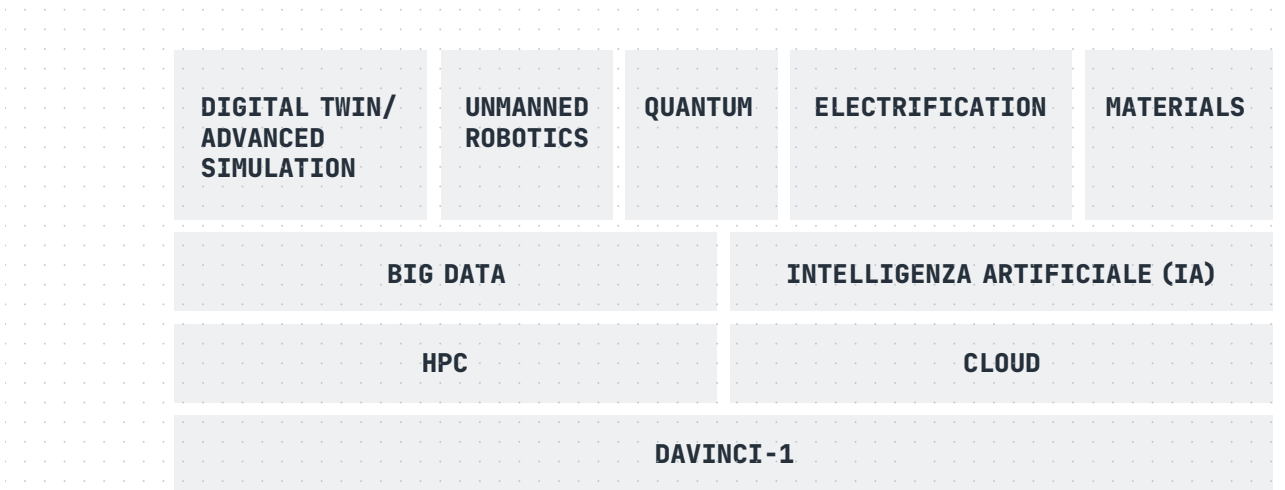 DIGITAL TWIN/
ADVANCED
SIMULATION
UNMANNED
ROBOTICS
QUANTUM
ELECTRIFICATION
MATERIALS
BIG DATA
INTELLIGENZA ARTIFICIALE (IA)
HPC
CLOUD
DAVINCI-1